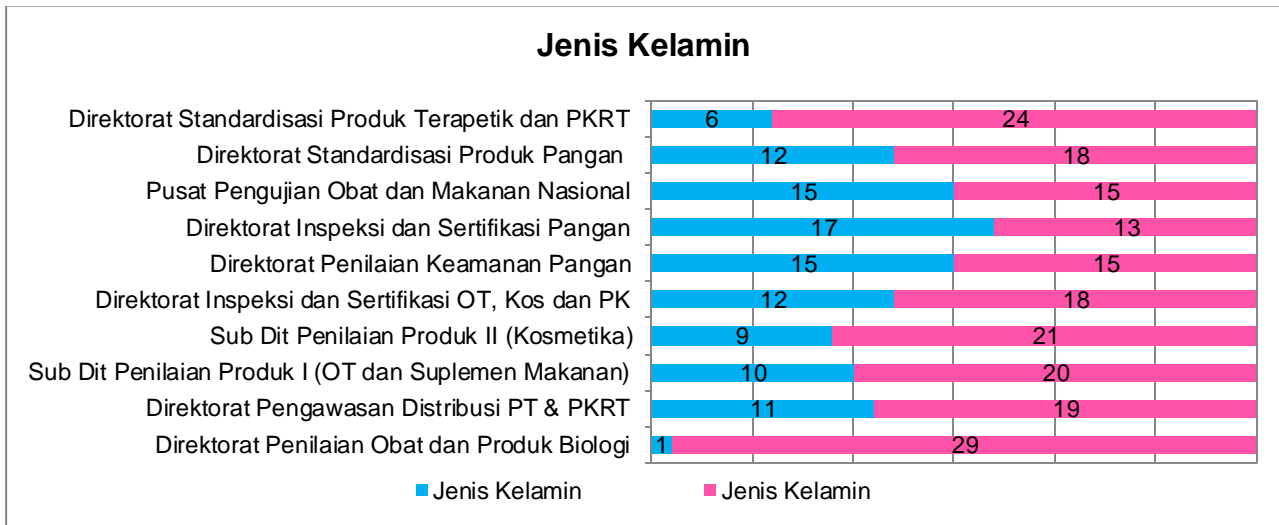 Jenis Kelamin
Direktorat Standardisasi Produk Terapetik dan PKRT 6 24
Direktorat Standardisasi Produk Pangan 12 18
Pusat Pengujian Obat dan Makanan Nasional 15 15
Direktorat Inspeksi dan Sertifikasi Pangan 17 13
Direktorat Penilaian Keamanan Pangan 15 15
Direktorat Inspeksi dan Sertifikasi OT, Kos dan PK 12 18
Sub Dit Penilaian Produk II (Kosmetika) 9 21
Sub Dit Penilaian Produk I (OT dan Suplemen Makanan) 10 20
Direktorat Pengawasan Distribusi PT & PKRT 11 19
Direktorat Penilaian Obat dan Produk Biologi 1 29
Jenis Kelamin Jenis Kelamin